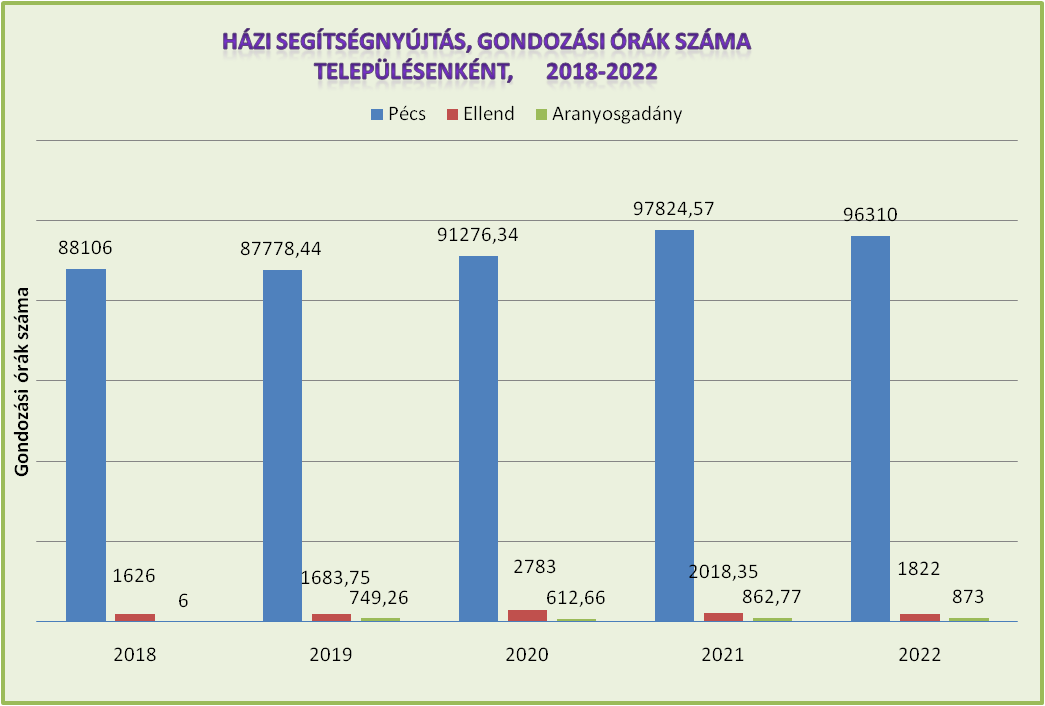 HÁZI SEGÍTSÉGNYÚJTÁS, GONDOZÁSI ÓRÁK SZÁMA
TELEPÜLÉSENKÉNT, 2018-2022
Pécs Ellend Aranyosgadány
Gondozási órák száma
88106 1626 6
87778,44 1683,75 749,26
91276,34 2783 612,66
97824,57 2018,35 862,77
96310 1822 873
2018 2019 2020 2021 2022